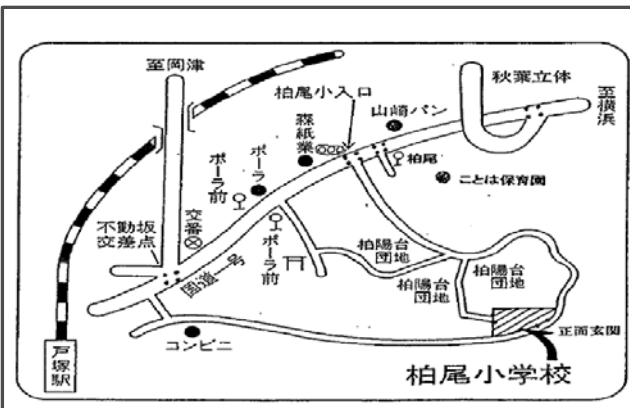 至岡津
柏尾小入口
秋葉立体
至横浜
山崎パン
森紙業
柏尾
ことは保育園
ポーラ前
ポーラ
不動坂
交差点
交番
ポーラ前
国道一号
柏陽台
団地
柏陽台
団地
柏陽台
団地
コンビニ
正面玄関
戸塚駅
柏尾小学校